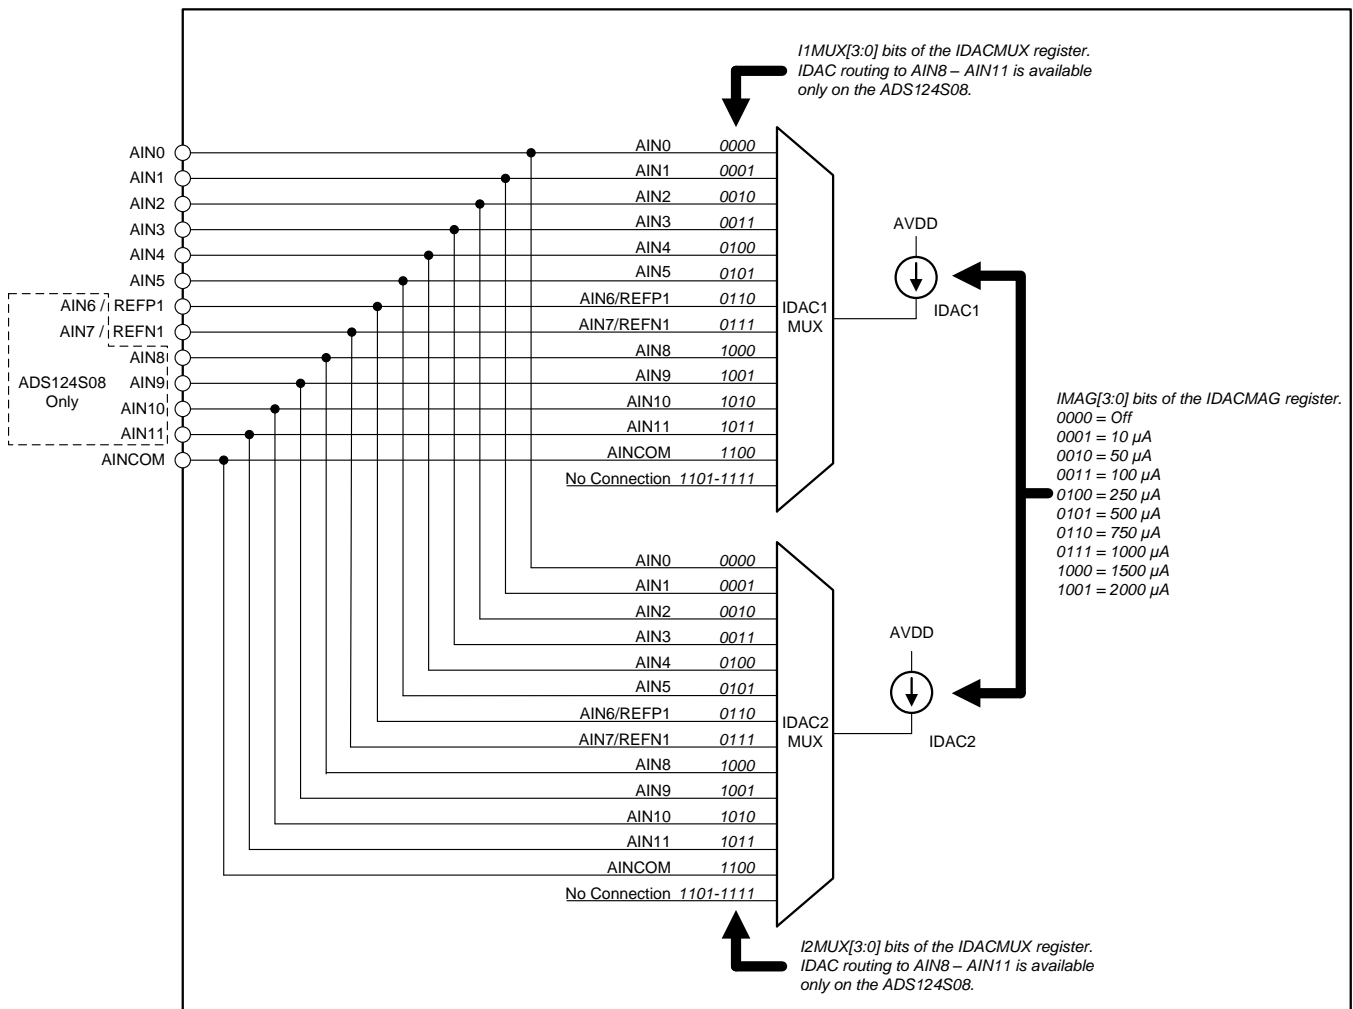 I1MUX[3:0] bits of the IDACMUX register.
IDAC routing to AIN8 – AIN11 is available
only on the ADS124S08.
AIN0
AIN1
AIN2
AIN3
AIN4
AIN5
AIN6 / REFP1
AIN7 / REFN1
AIN8
AIN9
AIN10
AIN11
AINCOM
ADS124S08
Only
AIN0 0000
AIN1 0001
AIN2 0010
AIN3 0011
AIN4 0100
AIN5 0101
AIN6/REFP1 0110
AIN7/REFN1 0111
AIN8 1000
AIN9 1001
AIN10 1010
AIN11 1011
AINCOM 1100
No Connection 1101-1111
IDAC1
MUX
AVDD
IDAC1
IMAG[3:0] bits of the IDACMAG register.
0000 = Off
0001 = 10 µA
0010 = 50 µA
0011 = 100 µA
0100 = 250 µA
0101 = 500 µA
0110 = 750 µA
0111 = 1000 µA
1000 = 1500 µA
1001 = 2000 µA
AIN0 0000
AIN1 0001
AIN2 0010
AIN3 0011
AIN4 0100
AIN5 0101
AIN6/REFP1 0110
AIN7/REFN1 0111
AIN8 1000
AIN9 1001
AIN10 1010
AIN11 1011
AINCOM 1100
No Connection 1101-1111
IDAC2
MUX
AVDD
IDAC2
I2MUX[3:0] bits of the IDACMUX register.
IDAC routing to AIN8 – AIN11 is available
only on the ADS124S08.